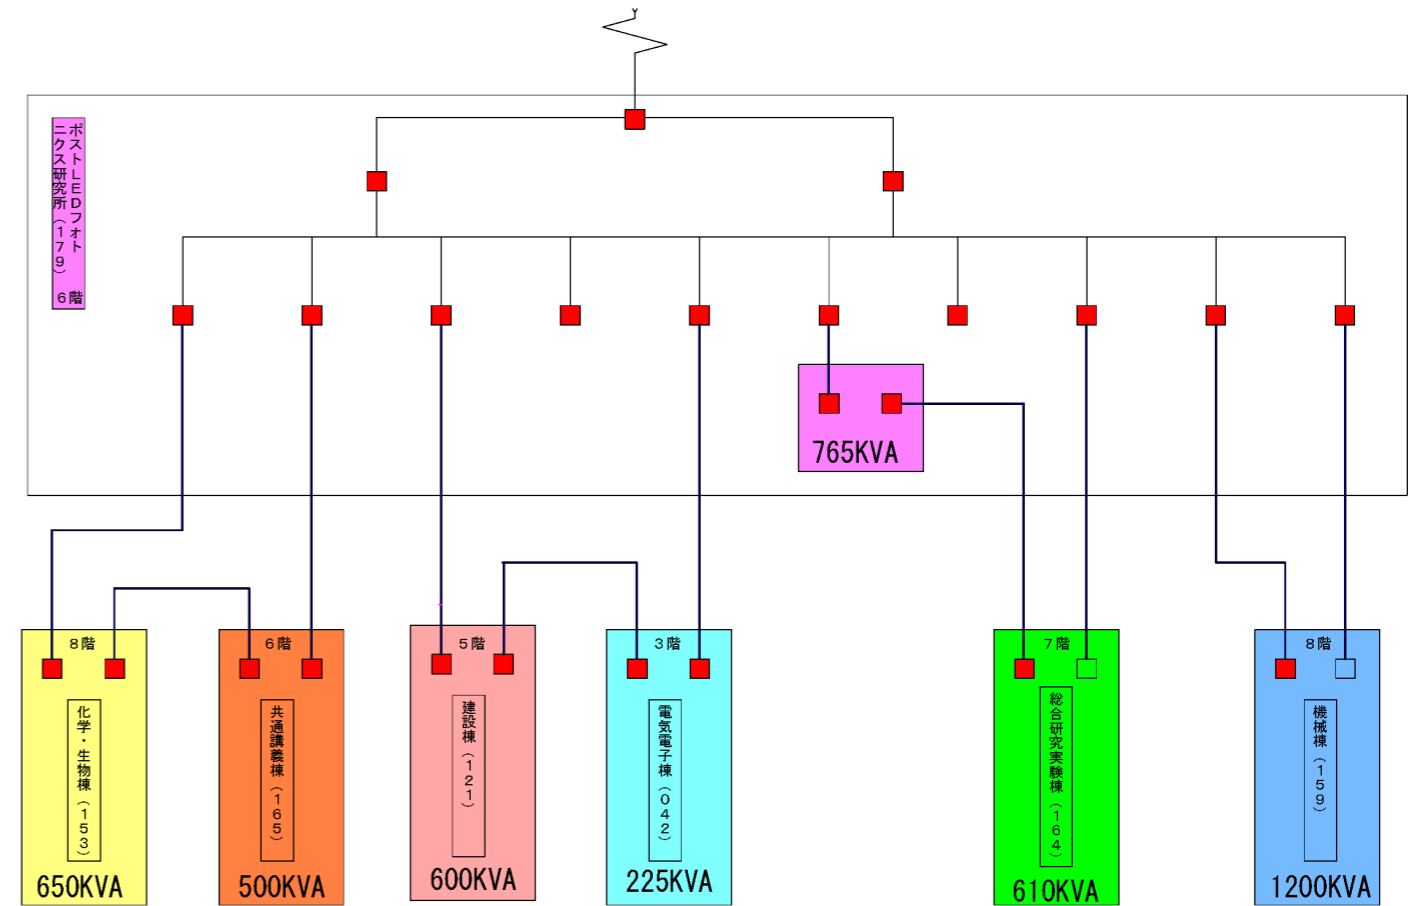 ポストLEDフォト
ニクス研究所(179) 6階
765KVA
8階
化学・生物棟(153)
650KVA
6階
共通講義棟(165)
500KVA
5階
建設棟(121)
600KVA
3階
電気電子棟(042)
225KVA
7階
総合研究実験棟(164)
610KVA
8階
機械棟(159)
1200KVA